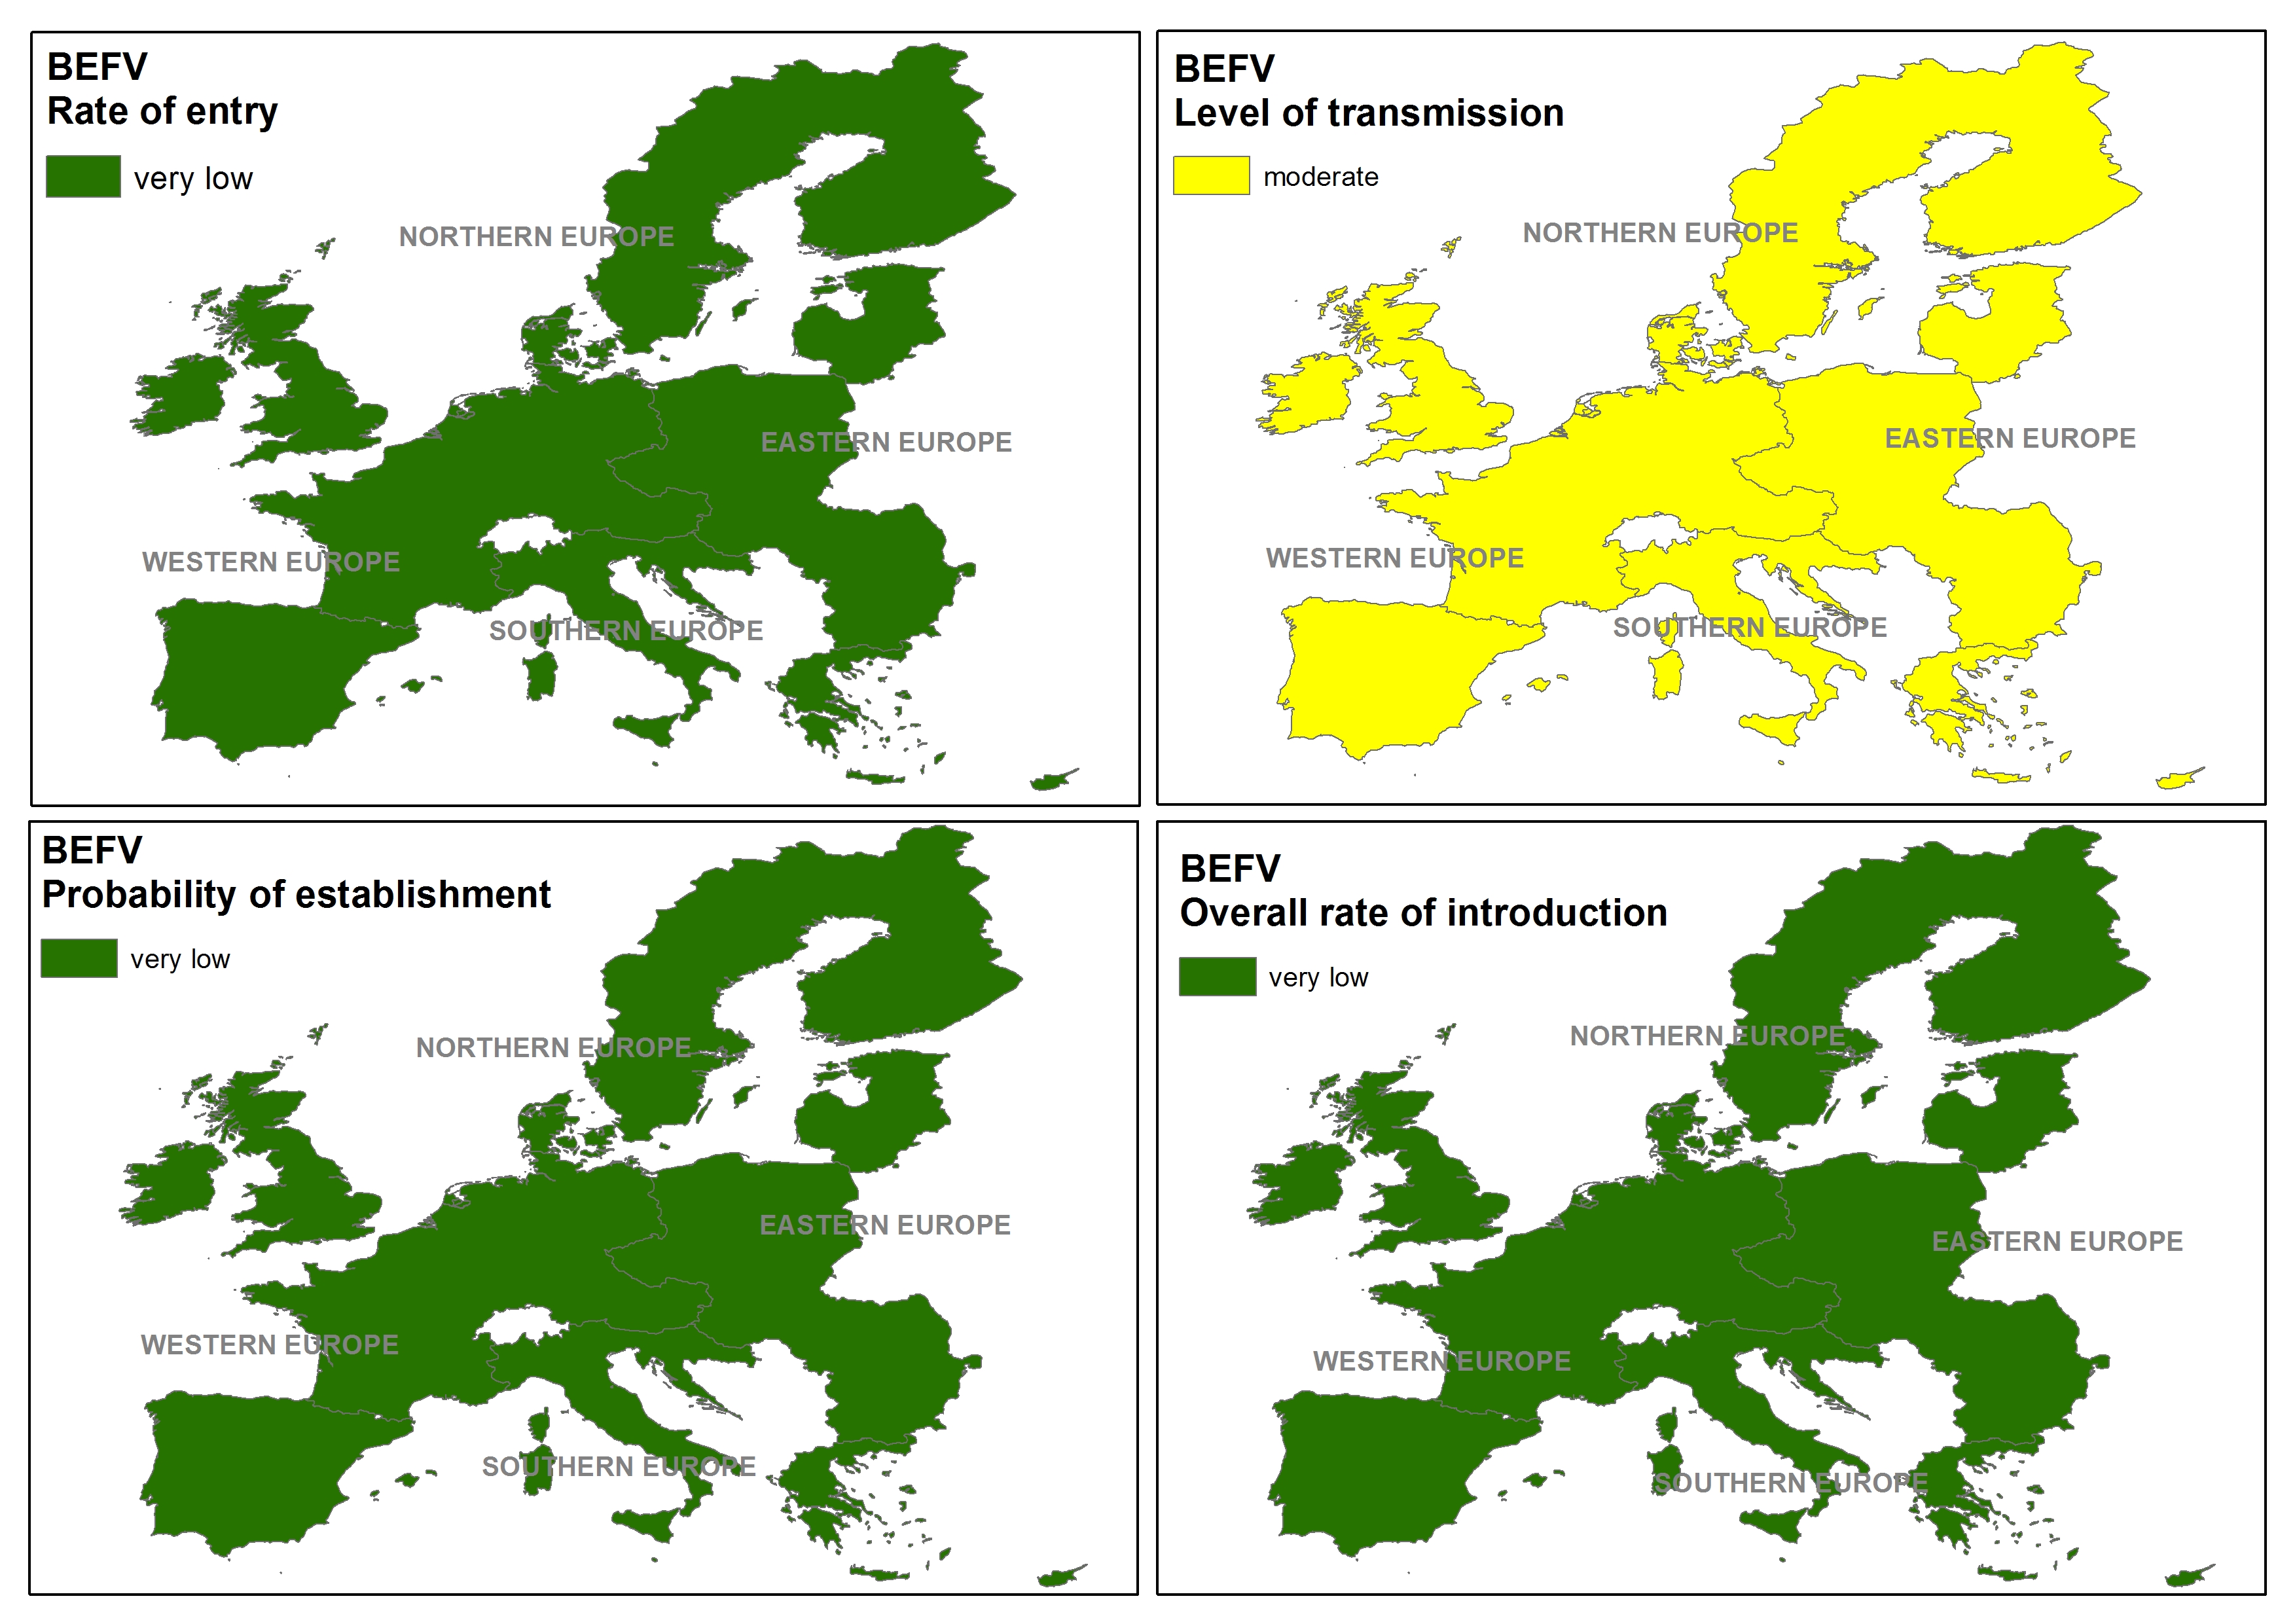 BEFV
Rate of entry
very low
NORTHERN EUROPE
EASTERN EUROPE
WESTERN EUROPE
SOUTHERN EUROPE
BEFV
Level of transmission
moderate
NORTHERN EUROPE
EASTERN EUROPE
WESTERN EUROPE
SOUTHERN EUROPE
BEFV
Probability of establishment
very low
NORTHERN EUROPE
EASTERN EUROPE
WESTERN EUROPE
SOUTHERN EUROPE
BEFV
Overall rate of introduction
very low
NORTHERN EUROPE
EASTERN EUROPE
WESTERN EUROPE
SOUTHERN EUROPE